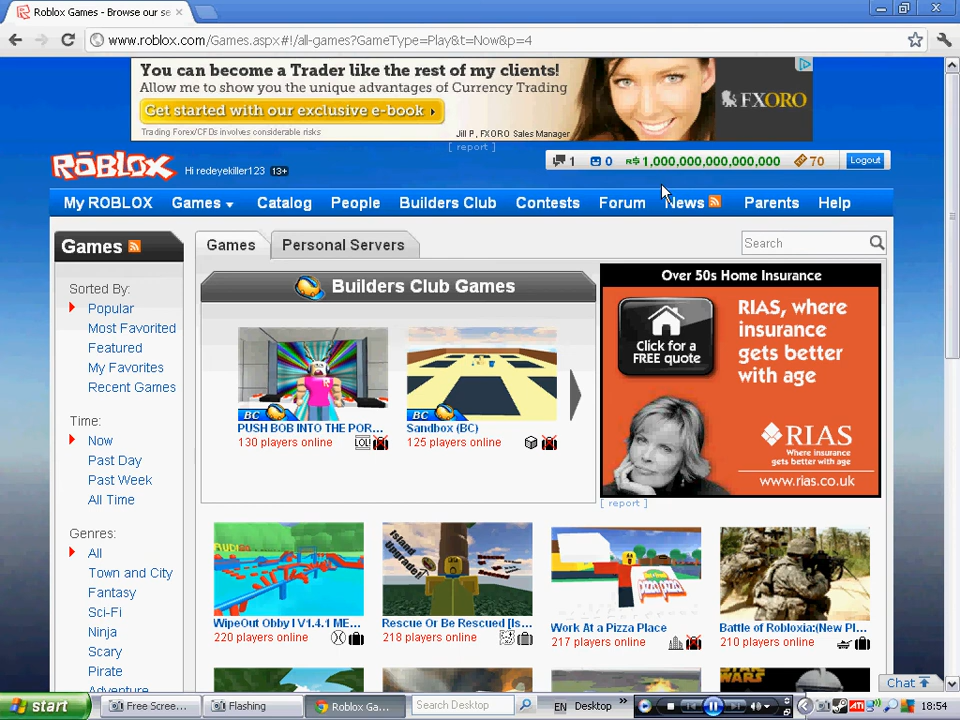 Roblox Games - Browse our se
www.roblox.com/Games.aspx#!/all-games?GameType=Play&t=Now&p=4
You can become a Trader like the rest of my clients!
Allow me to show you the unique advantages of Currency Trading
Get started with our exclusive e-book
Trading Forex/CFDs involves considerable risks
Jill P, FXORO Sales Manager
FXORO
[ report ]
ROBLOX
Hi redeyekiller123 13+
1 0 R$ 1,000,000,000,000,000 70 Logout
My ROBLOX Games Catalog People Builders Club Contests Forum News Parents Help
Games
Games Personal Servers
Search
Sorted By:
Popular
Most Favorited
Featured
My Favorites
Recent Games
Time:
Now
Past Day
Past Week
All Time
Genres:
All
Town and City
Fantasy
Sci-Fi
Ninja
Scary
Pirate
Adventure
Builders Club Games
BC
PUSH BOB INTO THE POR...
130 players online
LOL
BC
Sandbox (BC)
125 players online
Over 50s Home Insurance
Click for a
FREE quote
RIAS, where
insurance
gets better
with age
RIAS
Where insurance
gets better with age
www.rias.co.uk
[ report ]
Island
Upgrade!
WipeOut Obby | V1.4.1 ME...
220 players online
Rescue Or Be Rescued [Is...
218 players online
Work At a Pizza Place
217 players online
Battle of Robloxia:(New Pl...
210 players online
STAR
Chat
start
Free Scree...
Flashing
Roblox Ga...
Search Desktop
EN
Desktop
»
18:54